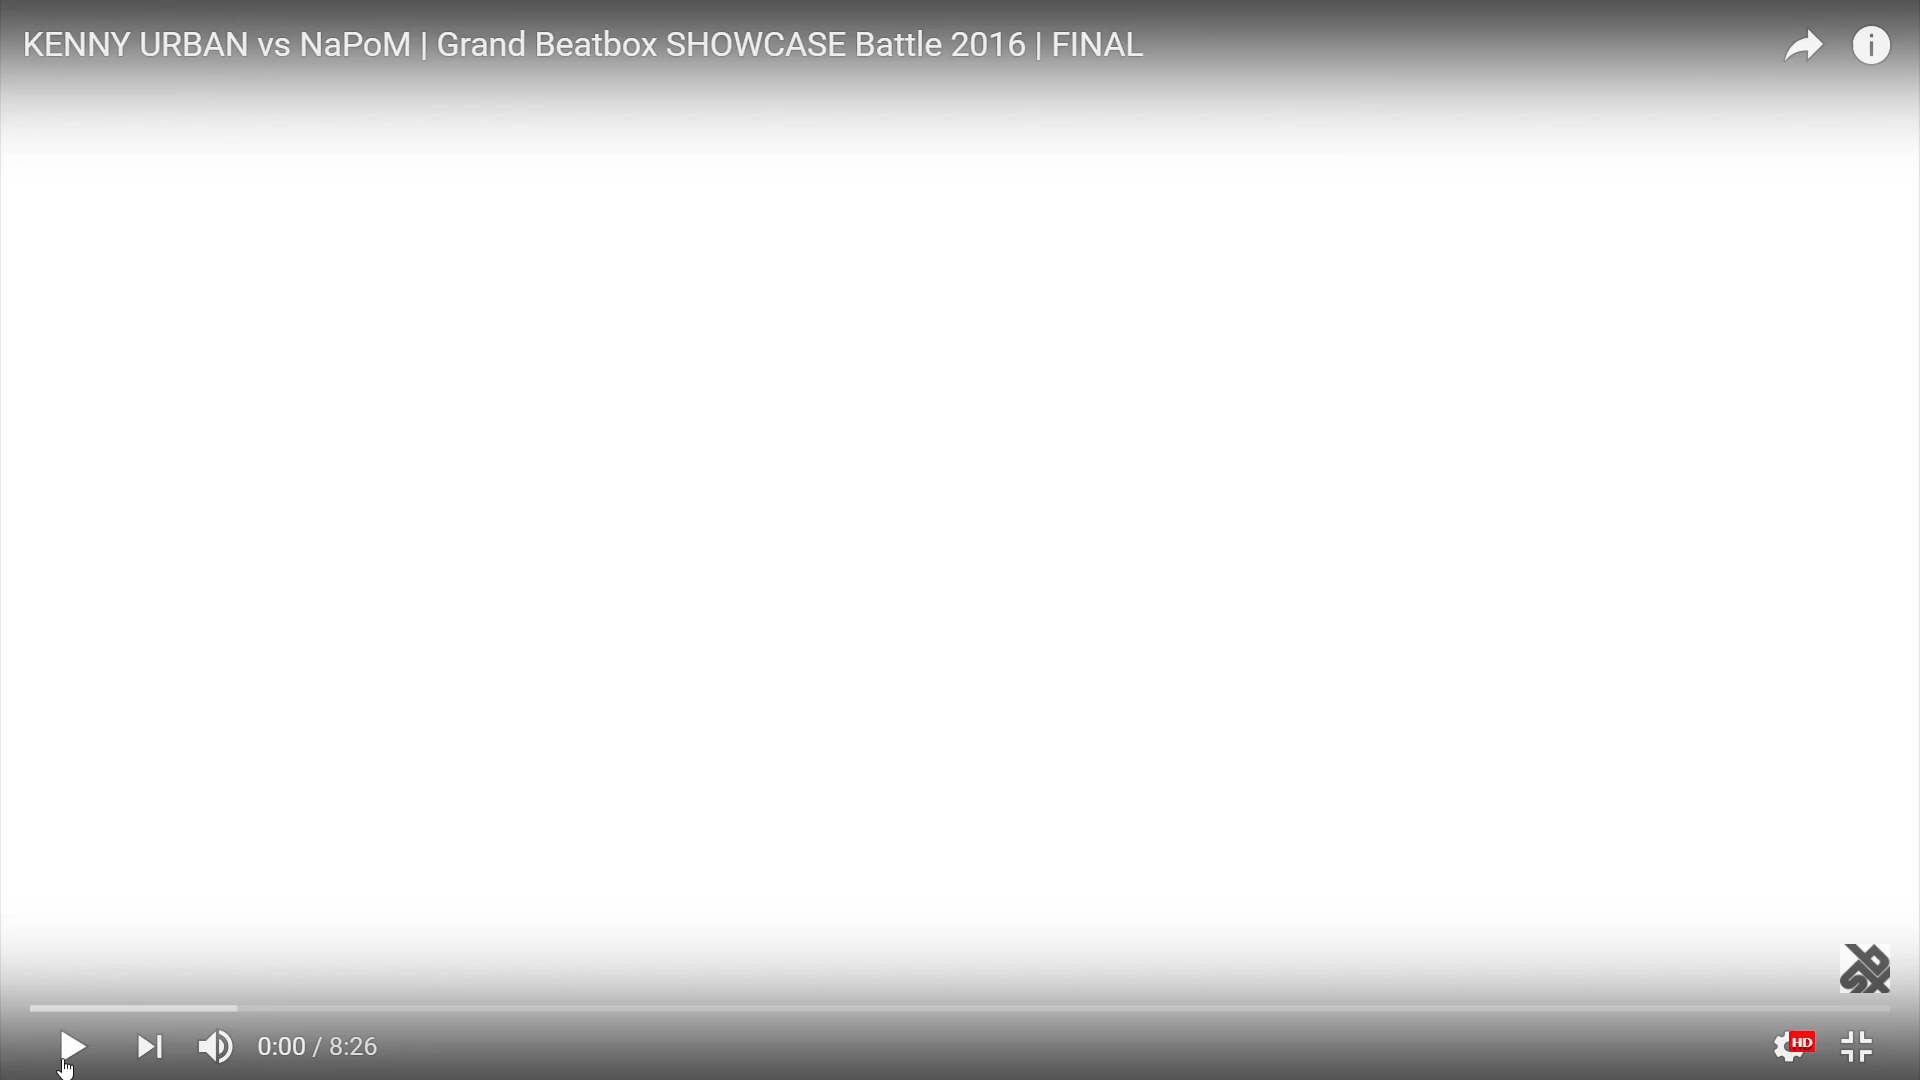 KENNY URBAN vs NaPoM | Grand Beatbox SHOWCASE Battle 2016 | FINAL
0:00 / 8:26
HD